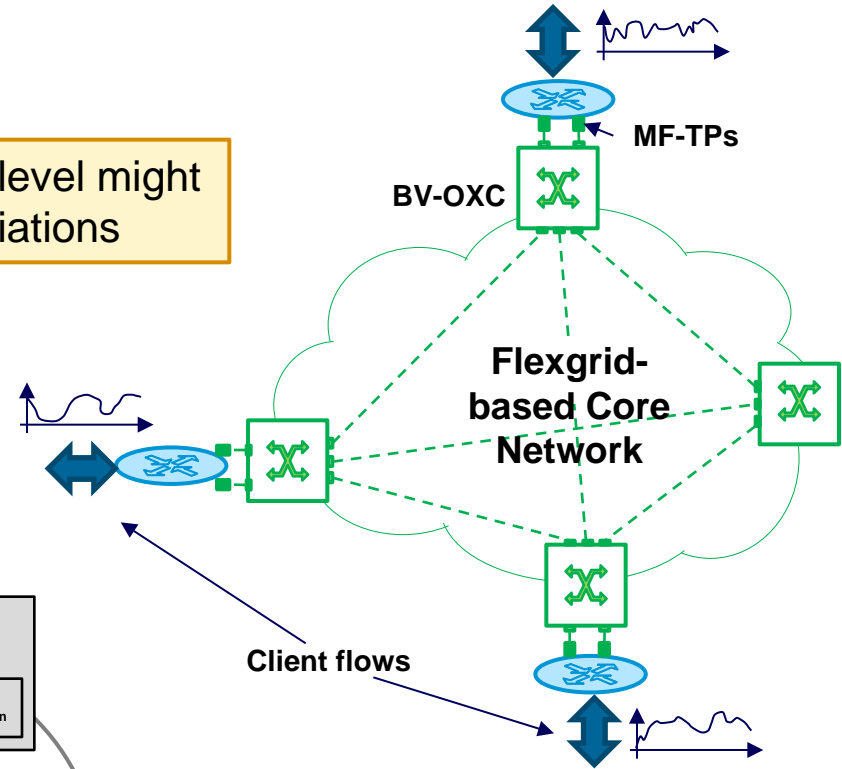 MF-TPs
level might
iations
BV-OXC
Flexgrid-
based Core
Network
Client flows
n